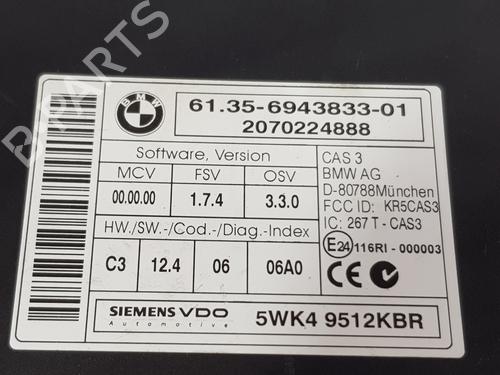 B-PARTS
BMW
61.35-6943833-01
2070224888
Software, Version
MCV FSV OSV
00.00.00 1.7.4 3.3.0
HW./SW.-/Cod.-/Diag.-Index
C3 12.4 06 06A0
CAS 3
BMW AG
D-80788München
FCC ID: KR5CAS3
IC: 267 T - CAS3
E24 116RI - 000003
CE
SIEMENS VDO
Automotive
5WK4 9512KBR